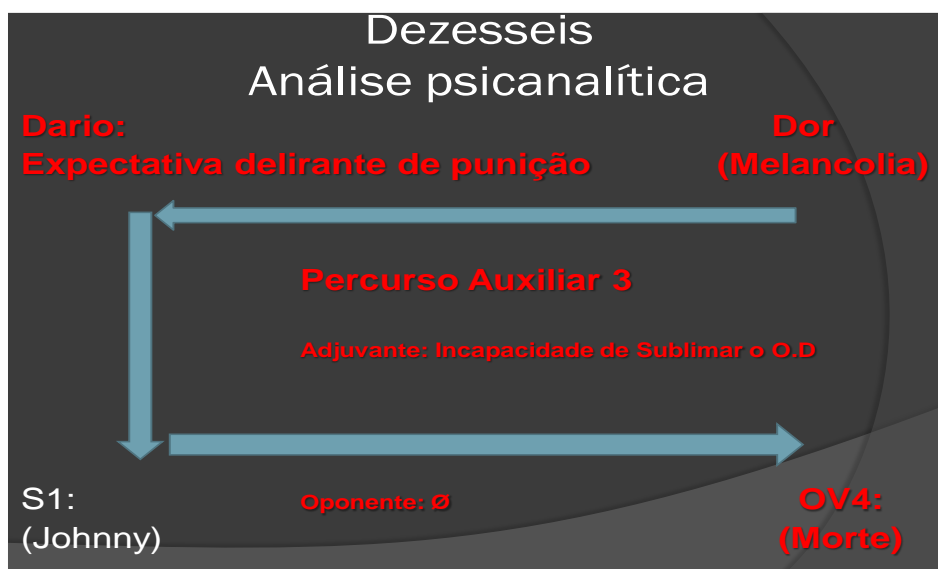 Dezesseis
Análise psicanalítica
Dario:
Expectativa delirante de punição
Dor
(Melancolia)
Percurso Auxiliar 3
Adjuvante: Incapacidade de Sublimar o O.D
S1:
(Johnny)
Oponente: Ø
OV4:
(Morte)